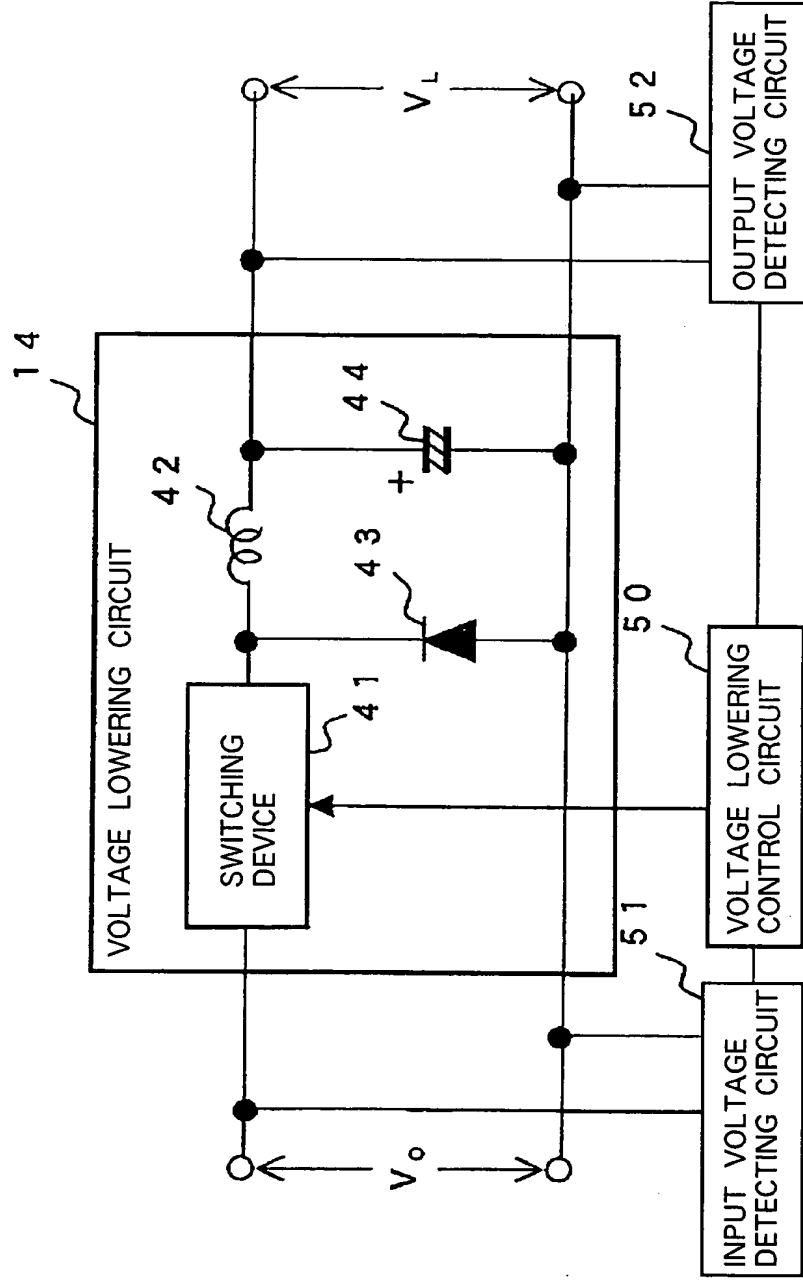 14
VOLTAGE LOWERING CIRCUIT
42
SWITCHING
DEVICE
41
43
+
44
Vo
VL
51
50
52
INPUT VOLTAGE
DETECTING CIRCUIT
VOLTAGE LOWERING
CONTROL CIRCUIT
OUTPUT VOLTAGE
DETECTING CIRCUIT